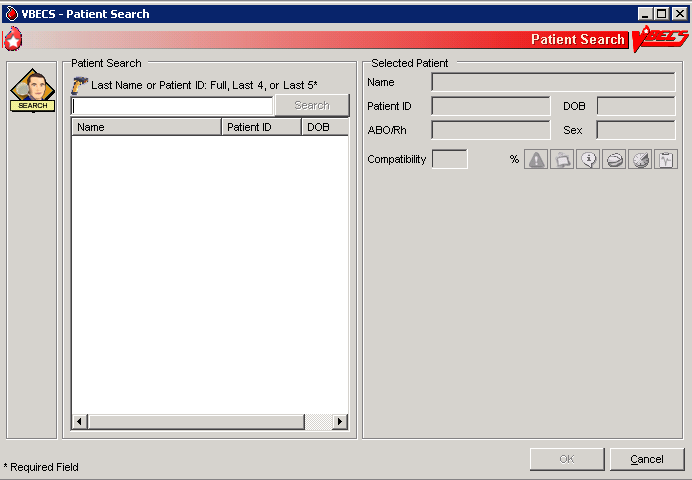 VBECS - Patient Search
Patient Search
VBECS
SEARCH
Patient Search
Last Name or Patient ID: Full, Last 4, or Last 5*
Search
Name Patient ID DOB
Selected Patient
Name
Patient ID DOB
ABO/Rh Sex
Compatibility %
OK Cancel
* Required Field